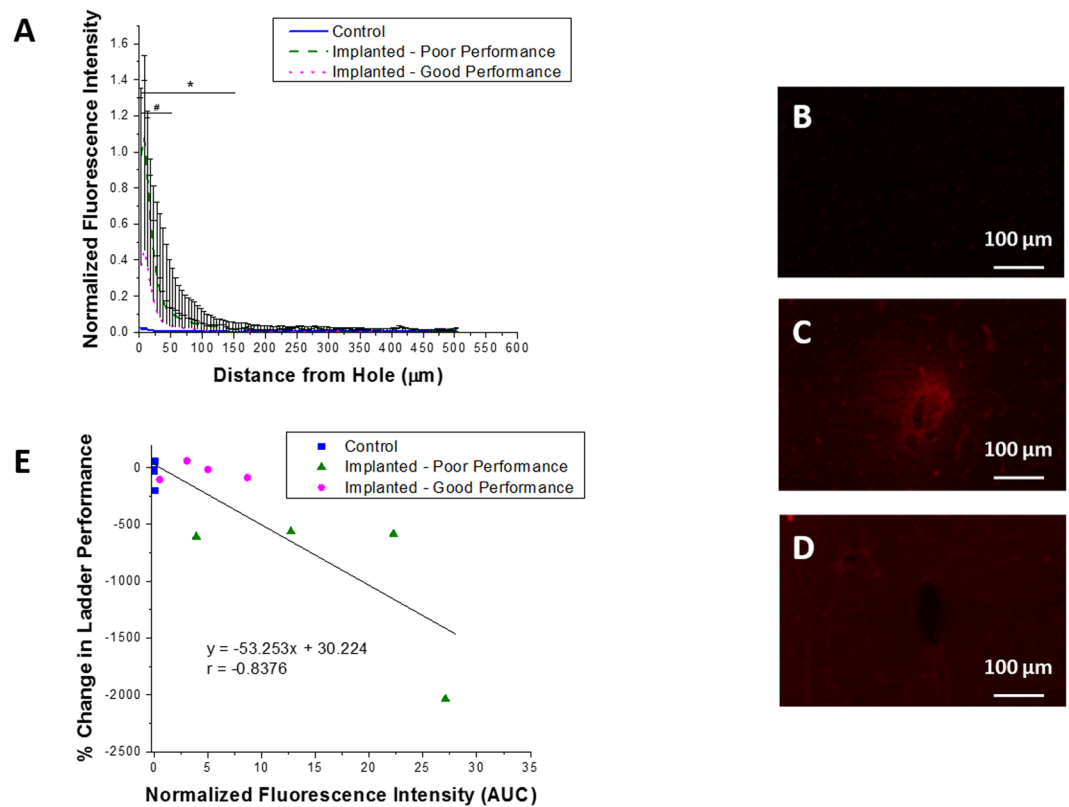 A
Normalized Fluorescence Intensity
1.6
1.4
1.2
1.0
0.8
0.6
0.4
0.2
0.0
Control
Implanted - Poor Performance
Implanted - Good Performance
*
#
0 50 100 150 200 250 300 350 400 450 500 550 600
Distance from Hole (µm)
B
100 µm
C
100 µm
D
100 µm
E
% Change in Ladder Performance
0
-500
-1000
-1500
-2000
-2500
Control
Implanted - Poor Performance
Implanted - Good Performance
y = -53.253x + 30.224
r = -0.8376
0 5 10 15 20 25 30 35
Normalized Fluorescence Intensity (AUC)